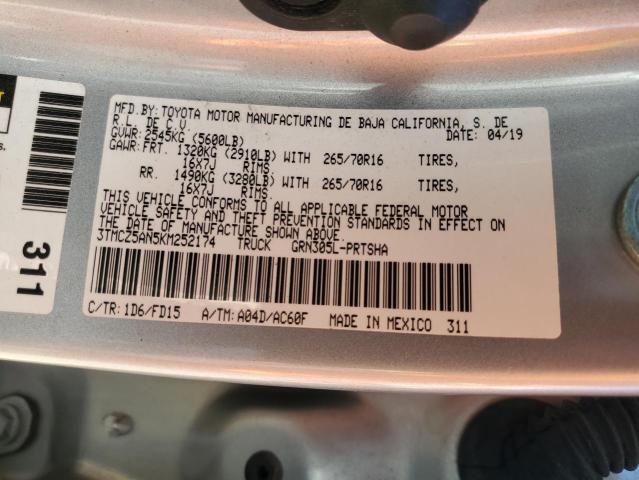 MFD.BY:TOYOTA MOTOR MANUFACTURING DE BAJA CALIFORNIA, S. DE
R.L. DE C.V. DATE: 04/19
GVWR: 2545KG (5600LB)
GAWR:FRT. 1320KG (2910LB) WITH 265/70R16 TIRES,
16X7J RIMS.
RR. 1490KG (3280LB) WITH 265/70R16 TIRES,
16X7J RIMS.
THIS VEHICLE CONFORMS TO ALL APPLICABLE FEDERAL MOTOR
VEHICLE SAFETY AND THEFT PREVENTION STANDARDS IN EFFECT ON
THE DATE OF MANUFACTURE SHOWN ABOVE.
3TMCZ5AN5KM252174 TRUCK GRN305L-PRTSHA
C/TR: 1D6/FD15 A/TM: A04D/AC60F MADE IN MEXICO 311
311